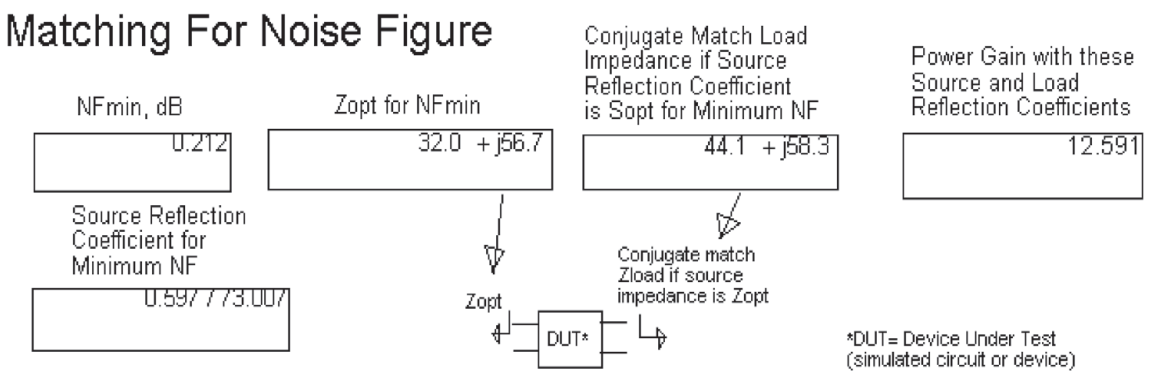 Matching For Noise Figure
NFmin, dB
0.212
Zopt for NFmin
32.0 + j56.7
Conjugate Match Load
Impedance if Source
Reflection Coefficient
is Sopt for Minimum NF
44.1 + j58.3
Power Gain with these
Source and Load
Reflection Coefficients
12.591
Source Reflection
Coefficient for
Minimum NF
0.597 / 73.007
Zopt
Conjugate match
Zload if source
impedance is Zopt
DUT*
*DUT= Device Under Test
(simulated circuit or device)